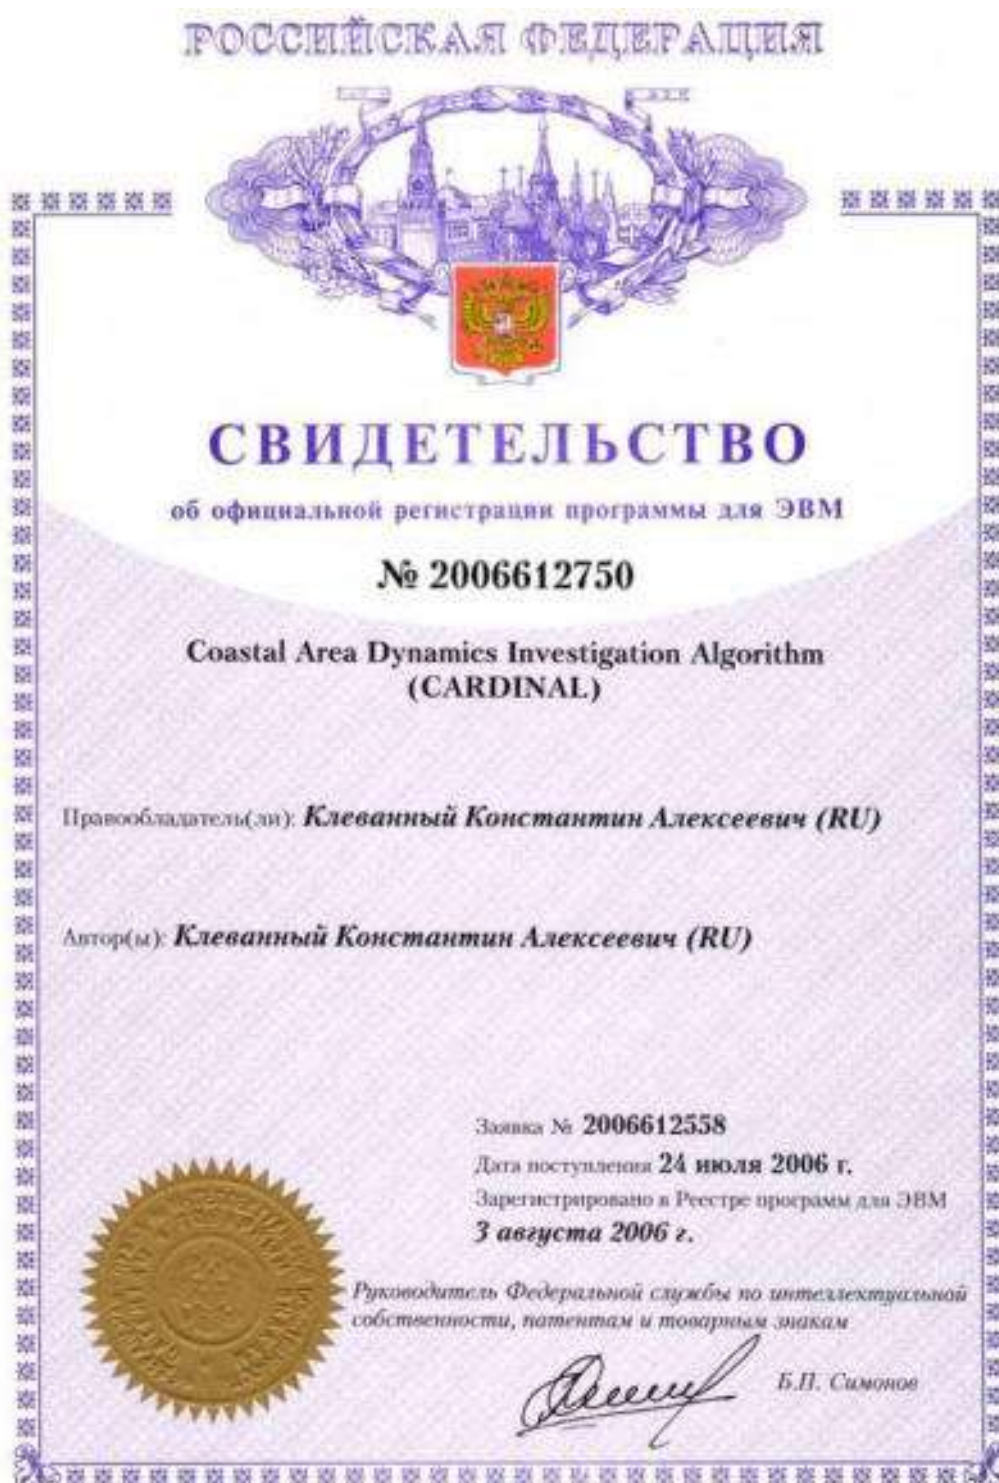 РОССИЙСКАЯ ФЕДЕРАЦИЯ
СВИДЕТЕЛЬСТВО
об официальной регистрации программы для ЭВМ
№ 2006612750
Coastal Area Dynamics Investigation Algorithm
(CARDINAL)
Правообладатель(ли): Клеванный Константин Алексеевич (RU)
Автор(ы): Клеванный Константин Алексеевич (RU)
Заявка № 2006612558
Дата поступления 24 июля 2006 г.
Зарегистрировано в Реестре программ для ЭВМ
3 августа 2006 г.
Руководитель Федеральной службы по интеллектуальной
собственности, патентам и товарным знакам
Б.П. Симонов